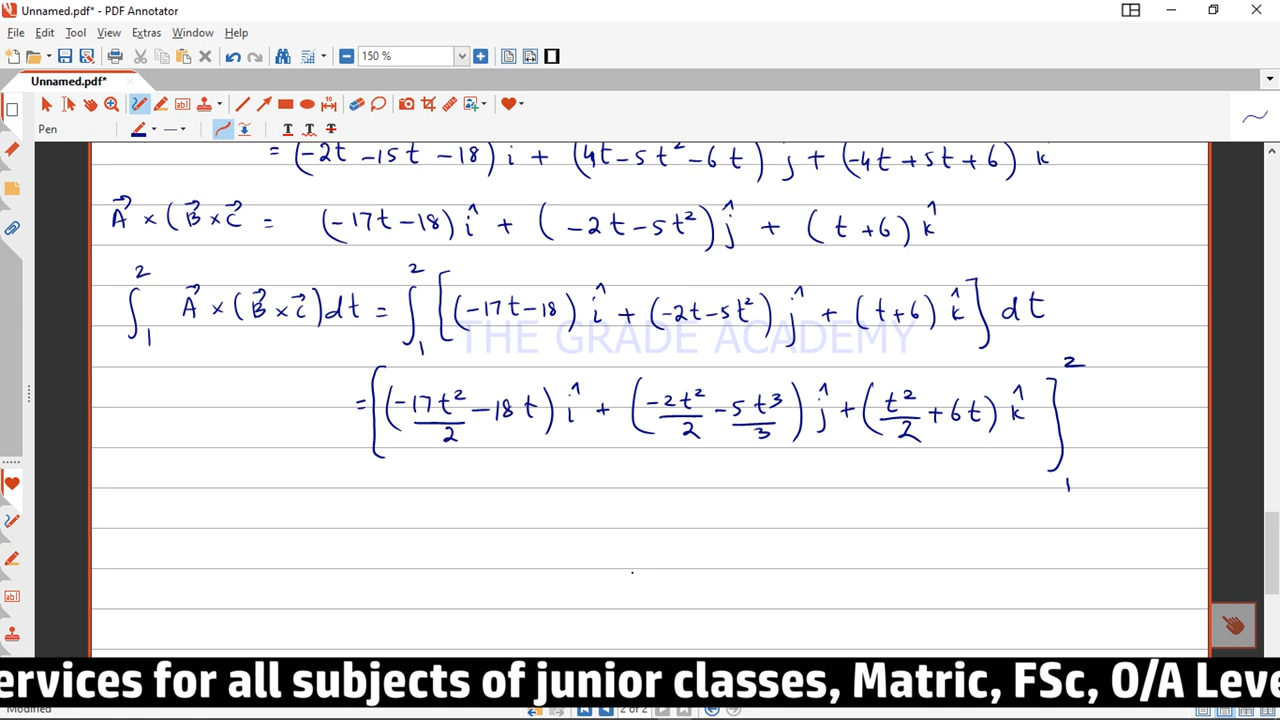 Unnamed.pdf* - PDF Annotator
File Edit Tool View Extras Window Help
150 %
Unnamed.pdf*
Pen
= (-2t -15t -18) i + (4t-5t²-6t) j + (-4t+5t+6) k
A⃗ × (B⃗ × C⃗ = (-17t-18) î + (-2t-5t²) ĵ + (t+6) k̂
∫₁² A⃗ × (B⃗ × C⃗) dt = ∫₁² [(-17t-18) î + (-2t-5t²) ĵ + (t+6) k̂] dt
THE GRADE ACADEMY
= [(-17t²/2 - 18t) î + (-2t²/2 - 5t³/3) ĵ + (t²/2 + 6t) k̂]₁²
ervices for all subjects of junior classes, Matric, FSc, O/A Leve
Modified 2 of 2